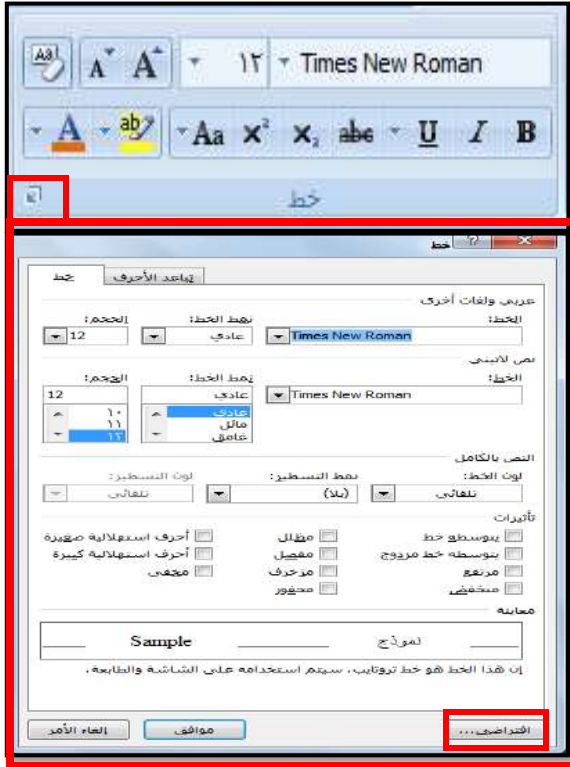 Times New Roman ١٢ A A Aa
B I U abe x₂ x² Aa ab A
خط
خط
خط تباعد الأحرف
عربي ولغات أخرى
الخط: نمط الخط: الحجم:
Times New Roman عادي 12
نص لاتيني
الخط: نمط الخط: الحجم:
Times New Roman عادي 12
عادي ١٠
مائل ١١
غامق ١٢
النص بالكامل
لون الخط: نمط التسطير: لون التسطير:
تلقائي (بلا) تلقائي
تأثيرات
يتوسطه خط مظلل أحرف استهلالية صغيرة
يتوسطه خط مزدوج مفصل أحرف استهلالية كبيرة
مرتفع مزخرف مخفي
منخفض محفور
معاينة
نموذج Sample
إن هذا الخط هو خط تروتايب، سيتم استخدامه على الشاشة والطابعة.
افتراضي... موافق إلغاء الأمر